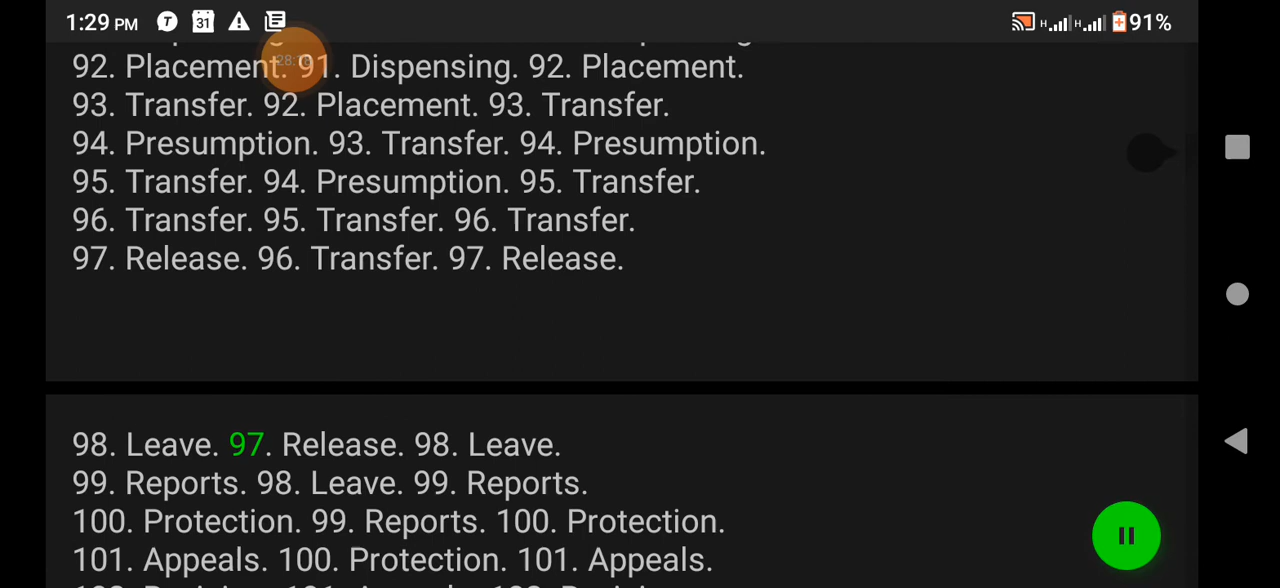 1:29 PM
31
H
H
91%
92. Placement. 91. Dispensing. 92. Placement.
28:
93. Transfer. 92. Placement. 93. Transfer.
94. Presumption. 93. Transfer. 94. Presumption.
95. Transfer. 94. Presumption. 95. Transfer.
96. Transfer. 95. Transfer. 96. Transfer.
97. Release. 96. Transfer. 97. Release.
98. Leave. 97. Release. 98. Leave.
99. Reports. 98. Leave. 99. Reports.
100. Protection. 99. Reports. 100. Protection.
101. Appeals. 100. Protection. 101. Appeals.